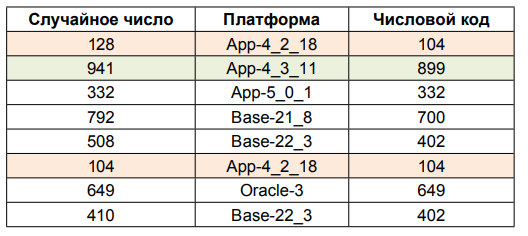 Случайное число Платформа Числовой код
128 App-4_2_18 104
941 App-4_3_11 899
332 App-5_0_1 332
792 Base-21_8 700
508 Base-22_3 402
104 App-4_2_18 104
649 Oracle-3 649
410 Base-22_3 402